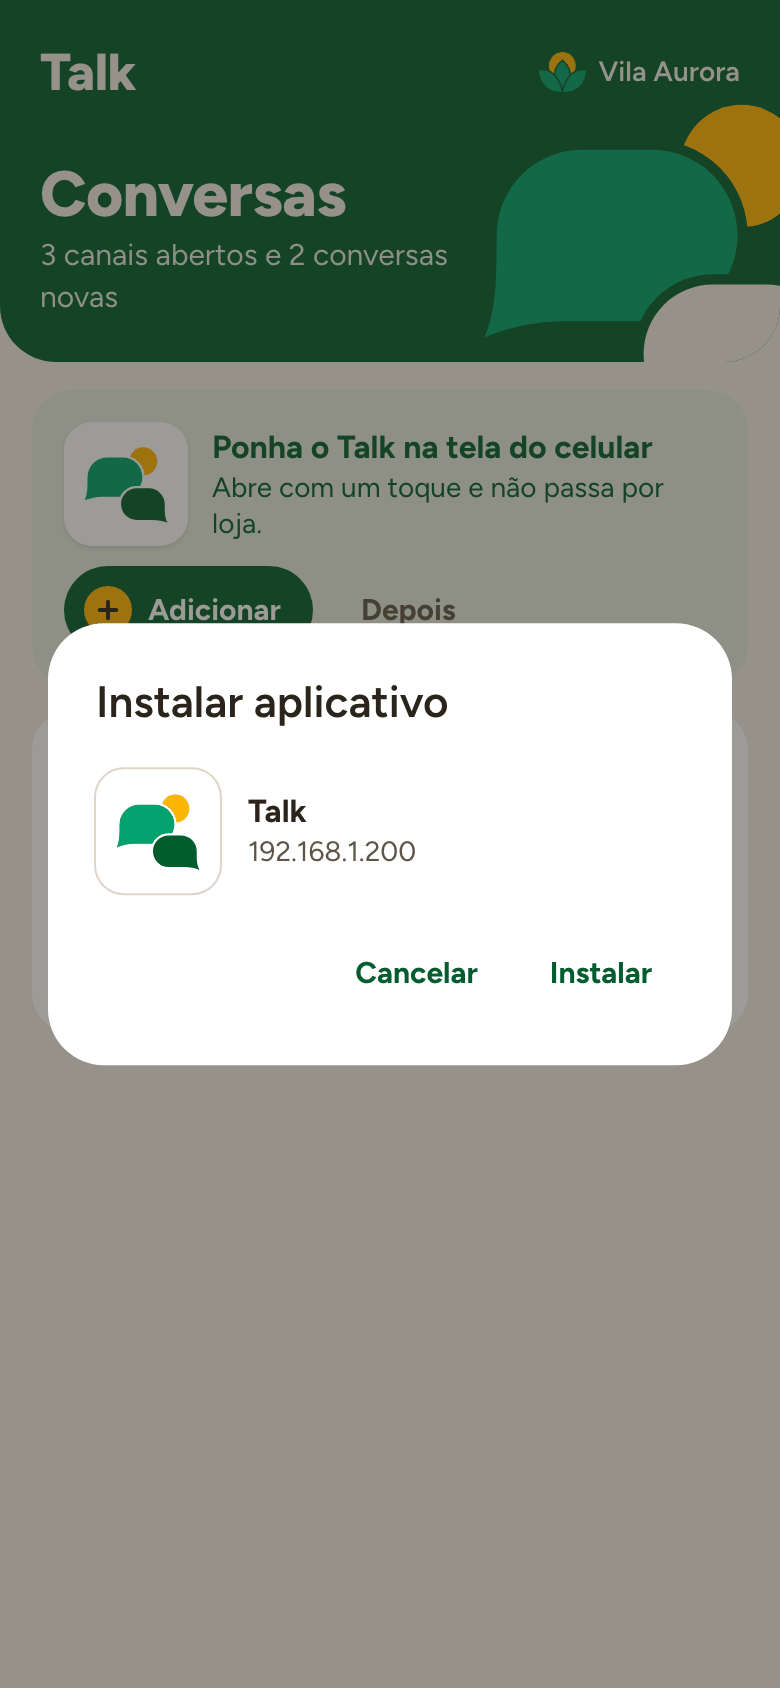 Talk
Vila Aurora
Conversas
3 canais abertos e 2 conversas
novas
Ponha o Talk na tela do celular
Abre com um toque e não passa por
loja.
Adicionar
Depois
Instalar aplicativo
Talk
192.168.1.200
Cancelar
Instalar